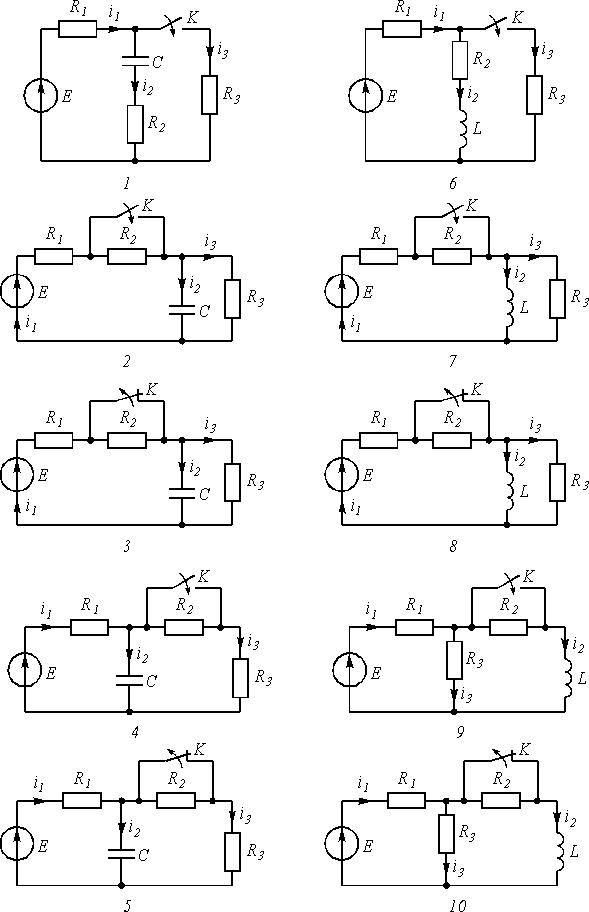 R1 i1 K
C i3
E i2 R3
R2
1
R1 i1 K
R2 i3
E i2 R3
L
6
K
R1 R2 i3
E i2 R3
i1 C
2
K
R1 R2 i3
E i2 R3
i1 L
7
K
R1 R2 i3
E i2 R3
i1 C
3
K
R1 R2 i3
E i2 R3
i1 L
8
K
i1 R1 R2 i3
i2
E C R3
4
K
i1 R1 R2 i2
R3
E i3 L
9
K
i1 R1 R2 i3
i2
E C R3
5
K
i1 R1 R2 i2
R3
E i3 L
10